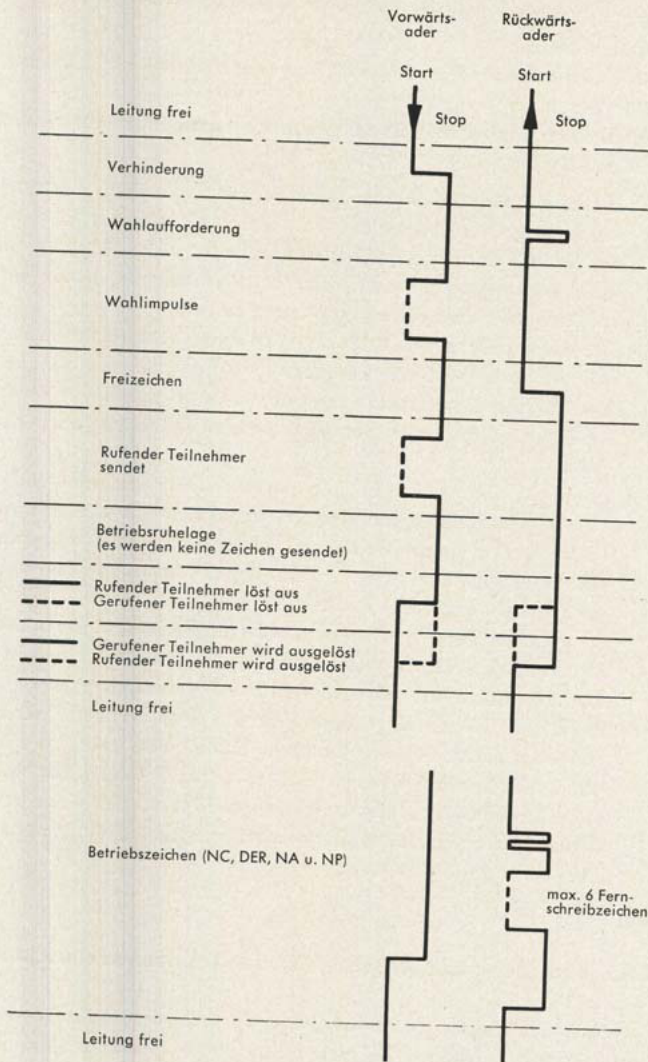 Vorwärts-
ader
Rückwärts-
ader
Start
Start
Leitung frei
Stop
Stop
Verhinderung
Wahlaufforderung
Wahlimpulse
Freizeichen
Rufender Teilnehmer
sendet
Betriebsruhelage
(es werden keine Zeichen gesendet)
Rufender Teilnehmer löst aus
Gerufener Teilnehmer löst aus
Gerufener Teilnehmer wird ausgelöst
Rufender Teilnehmer wird ausgelöst
Leitung frei
Betriebszeichen (NC, DER, NA u. NP)
max. 6 Fern-
schreibzeichen
Leitung frei